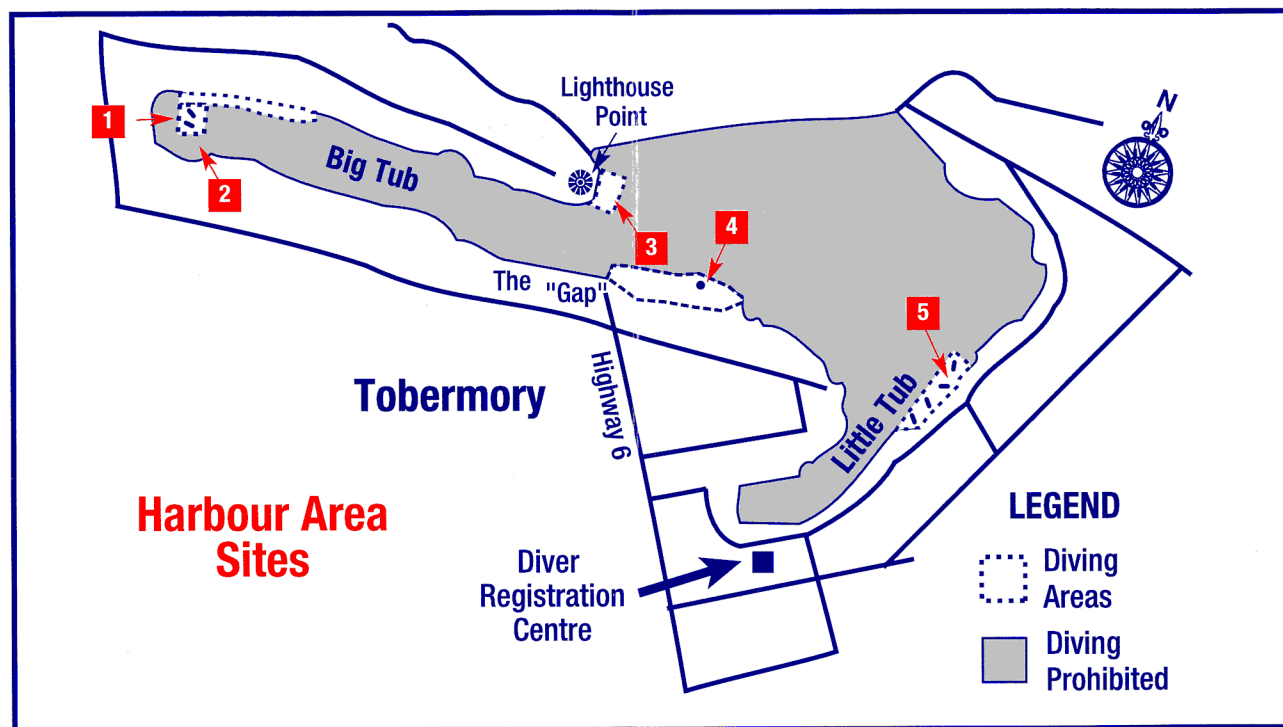 Lighthouse
Point
N
1
Big Tub
2
3
4
The "Gap"
5
Highway 6
Tobermory
Little Tub
Harbour Area
Sites
Diver
Registration
Centre
LEGEND
Diving
Areas
Diving
Prohibited